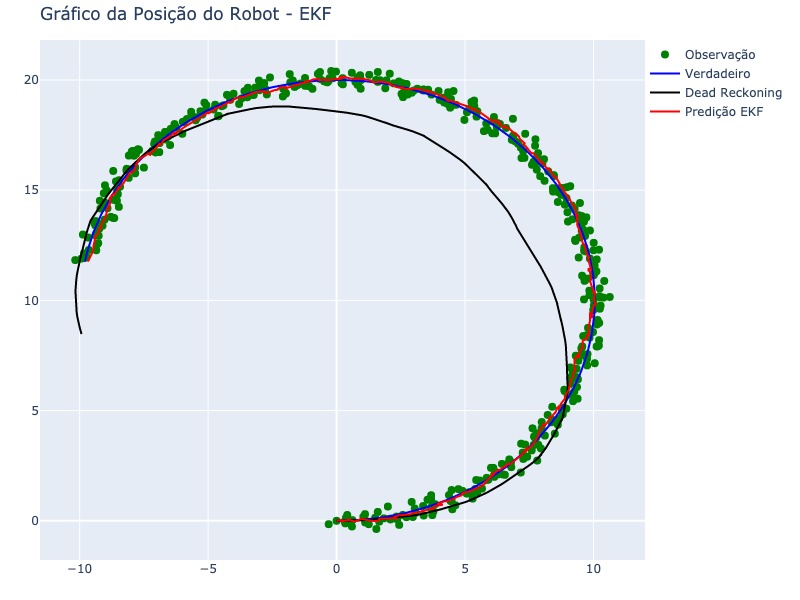 Gráfico da Posição do Robot - EKF
Observação
Verdadeiro
Dead Reckoning
Predição EKF
20
15
10
5
0
−10
−5
0
5
10